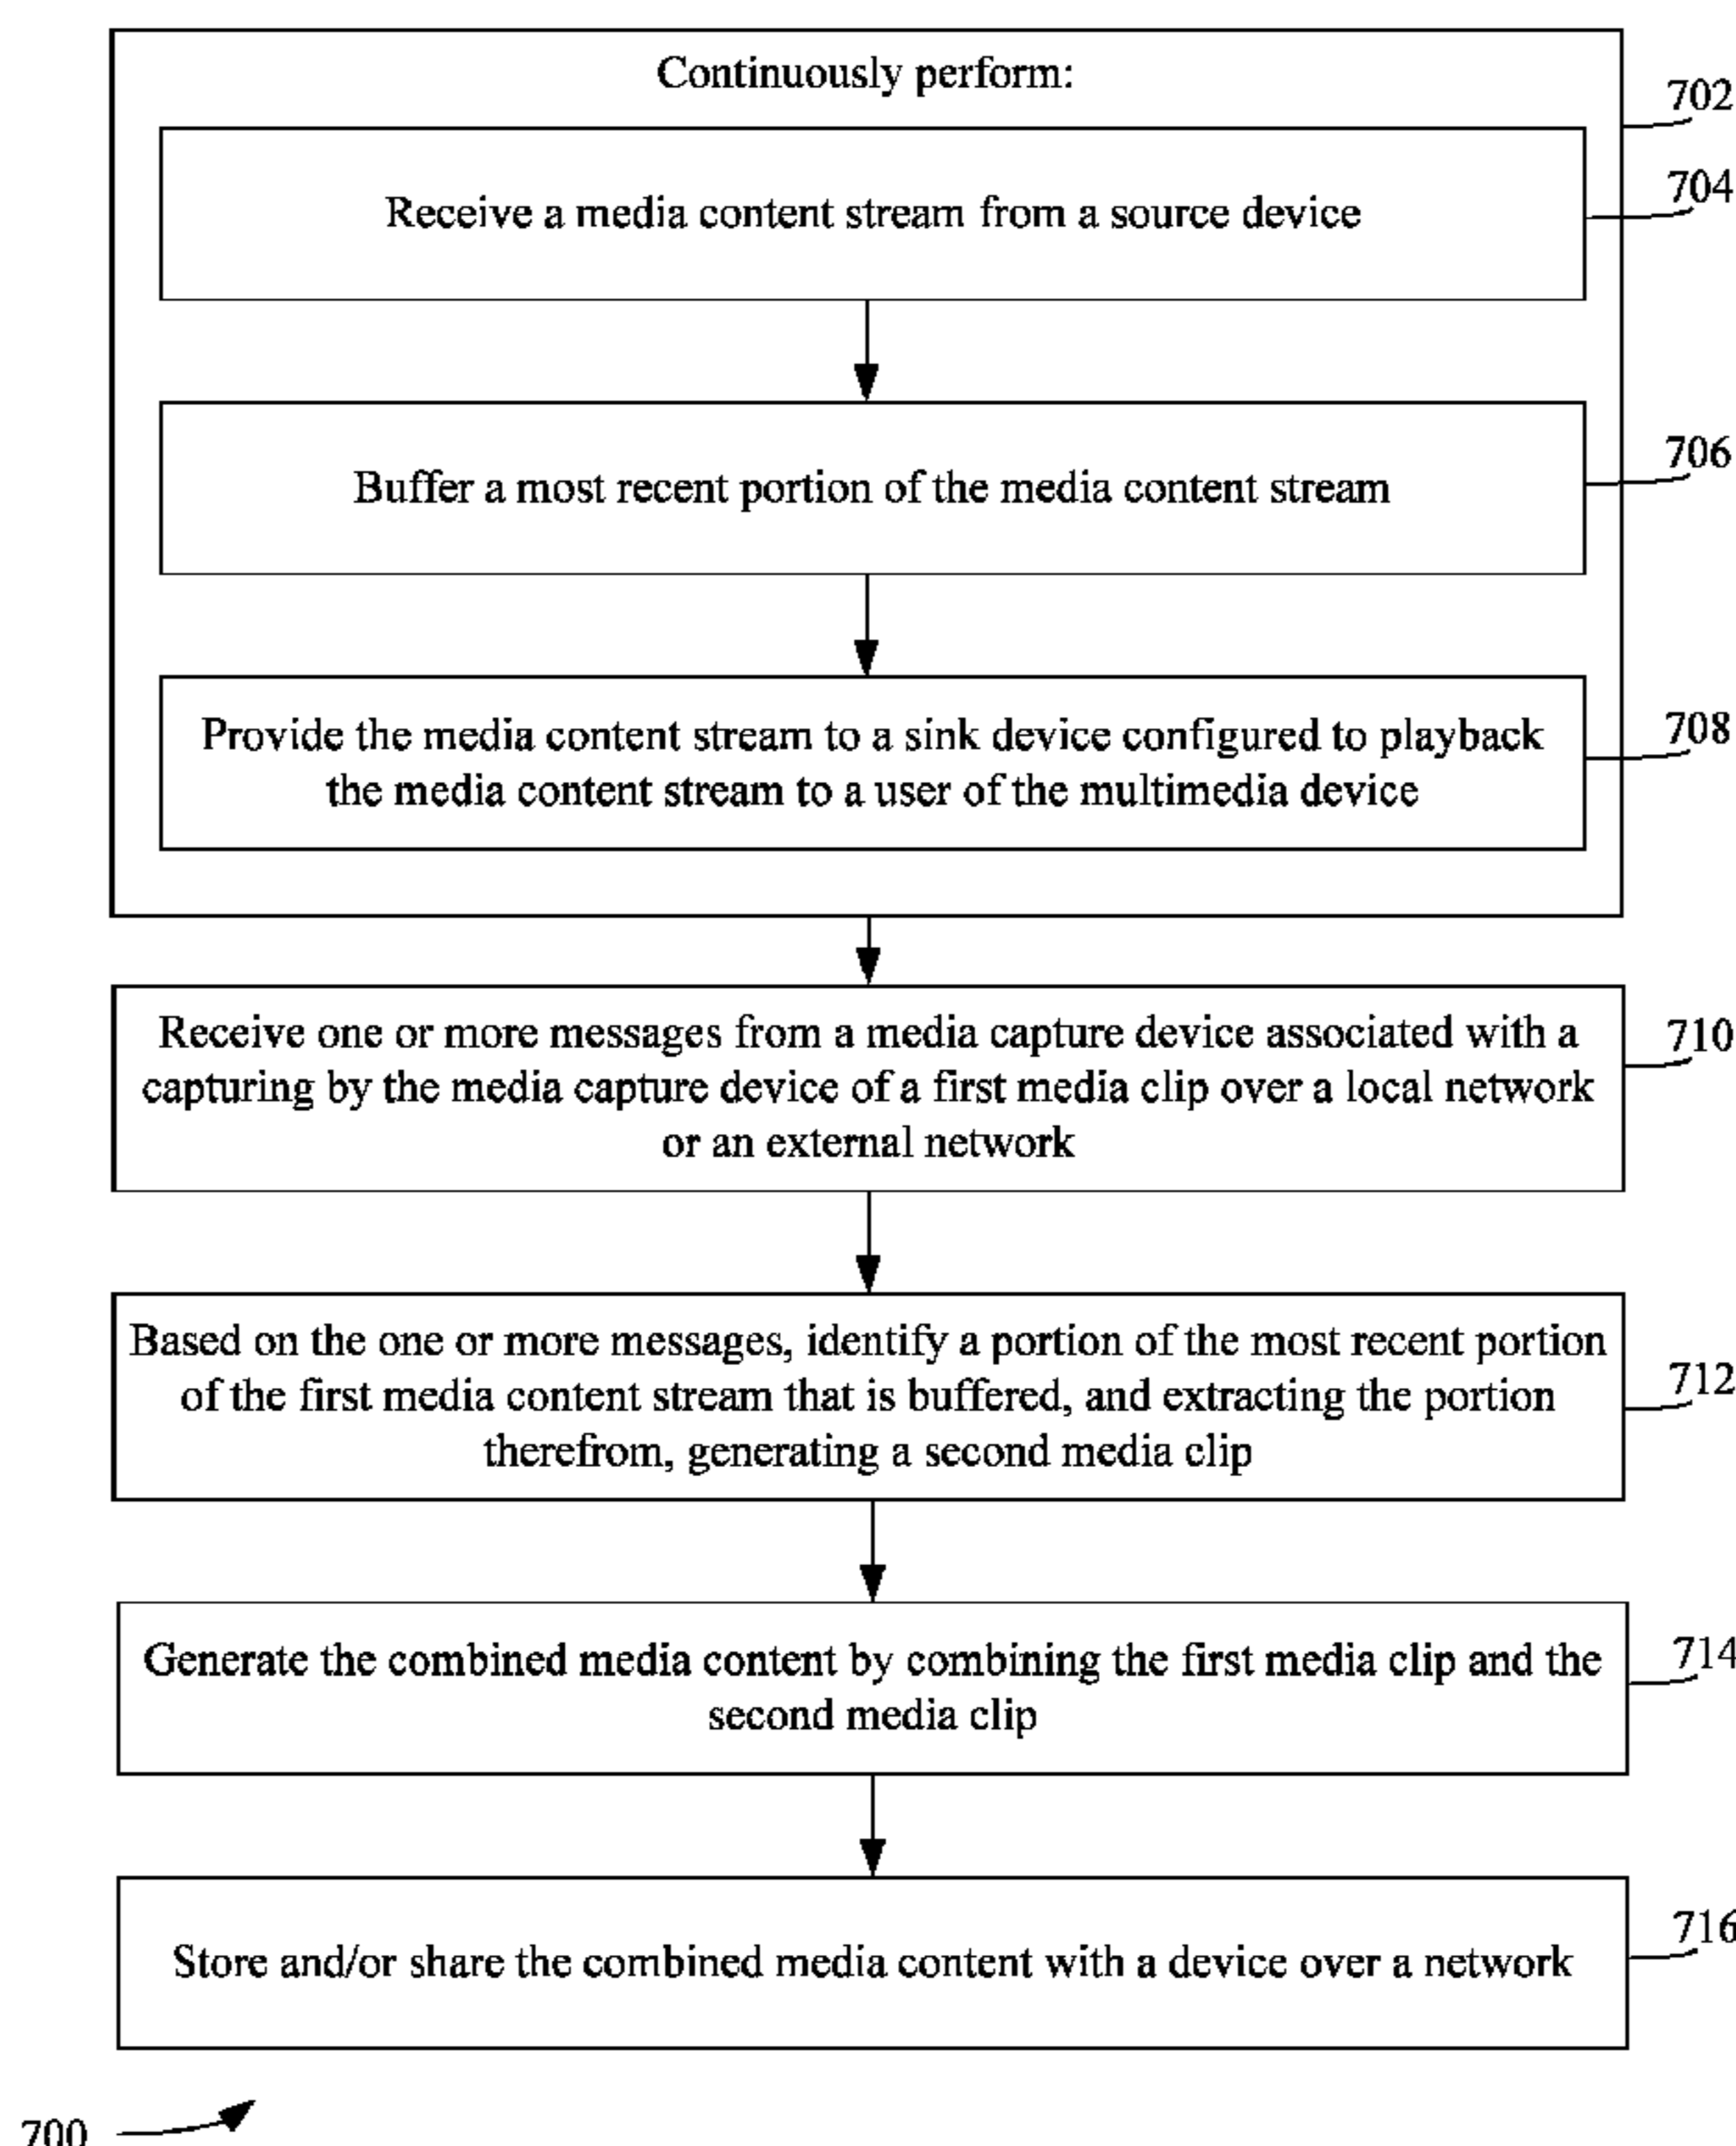 Continuously perform:
702
Receive a media content stream from a source device
704
Buffer a most recent portion of the media content stream
706
Provide the media content stream to a sink device configured to playback
the media content stream to a user of the multimedia device
708
Receive one or more messages from a media capture device associated with a
capturing by the media capture device of a first media clip over a local network
or an external network
710
Based on the one or more messages, identify a portion of the most recent portion
of the first media content stream that is buffered, and extracting the portion
therefrom, generating a second media clip
712
Generate the combined media content by combining the first media clip and the
second media clip
714
Store and/or share the combined media content with a device over a network
716
700